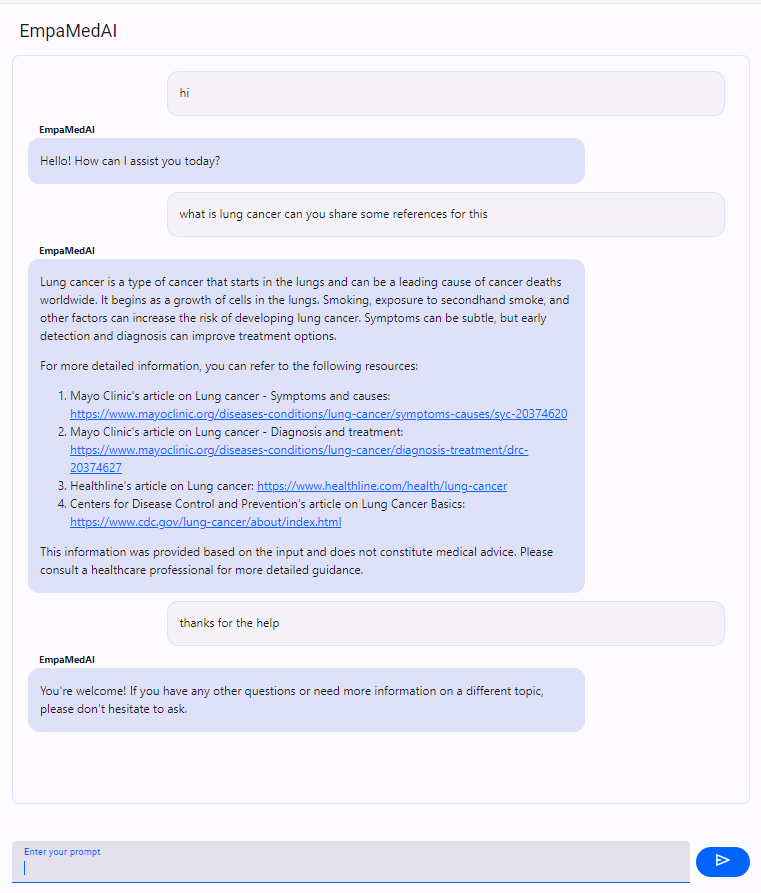 EmpaMedAI
hi
EmpaMedAI
Hello! How can I assist you today?
what is lung cancer can you share some references for this
EmpaMedAI
Lung cancer is a type of cancer that starts in the lungs and can be a leading cause of cancer deaths
worldwide. It begins as a growth of cells in the lungs. Smoking, exposure to secondhand smoke, and
other factors can increase the risk of developing lung cancer. Symptoms can be subtle, but early
detection and diagnosis can improve treatment options.
For more detailed information, you can refer to the following resources:
1. Mayo Clinic's article on Lung cancer - Symptoms and causes:
https://www.mayoclinic.org/diseases-conditions/lung-cancer/symptoms-causes/syc-20374620
2. Mayo Clinic's article on Lung cancer - Diagnosis and treatment:
https://www.mayoclinic.org/diseases-conditions/lung-cancer/diagnosis-treatment/drc-
20374627
3. Healthline's article on Lung cancer: https://www.healthline.com/health/lung-cancer
4. Centers for Disease Control and Prevention's article on Lung Cancer Basics:
https://www.cdc.gov/lung-cancer/about/index.html
This information was provided based on the input and does not constitute medical advice. Please
consult a healthcare professional for more detailed guidance.
thanks for the help
EmpaMedAI
You're welcome! If you have any other questions or need more information on a different topic,
please don't hesitate to ask.
Enter your prompt